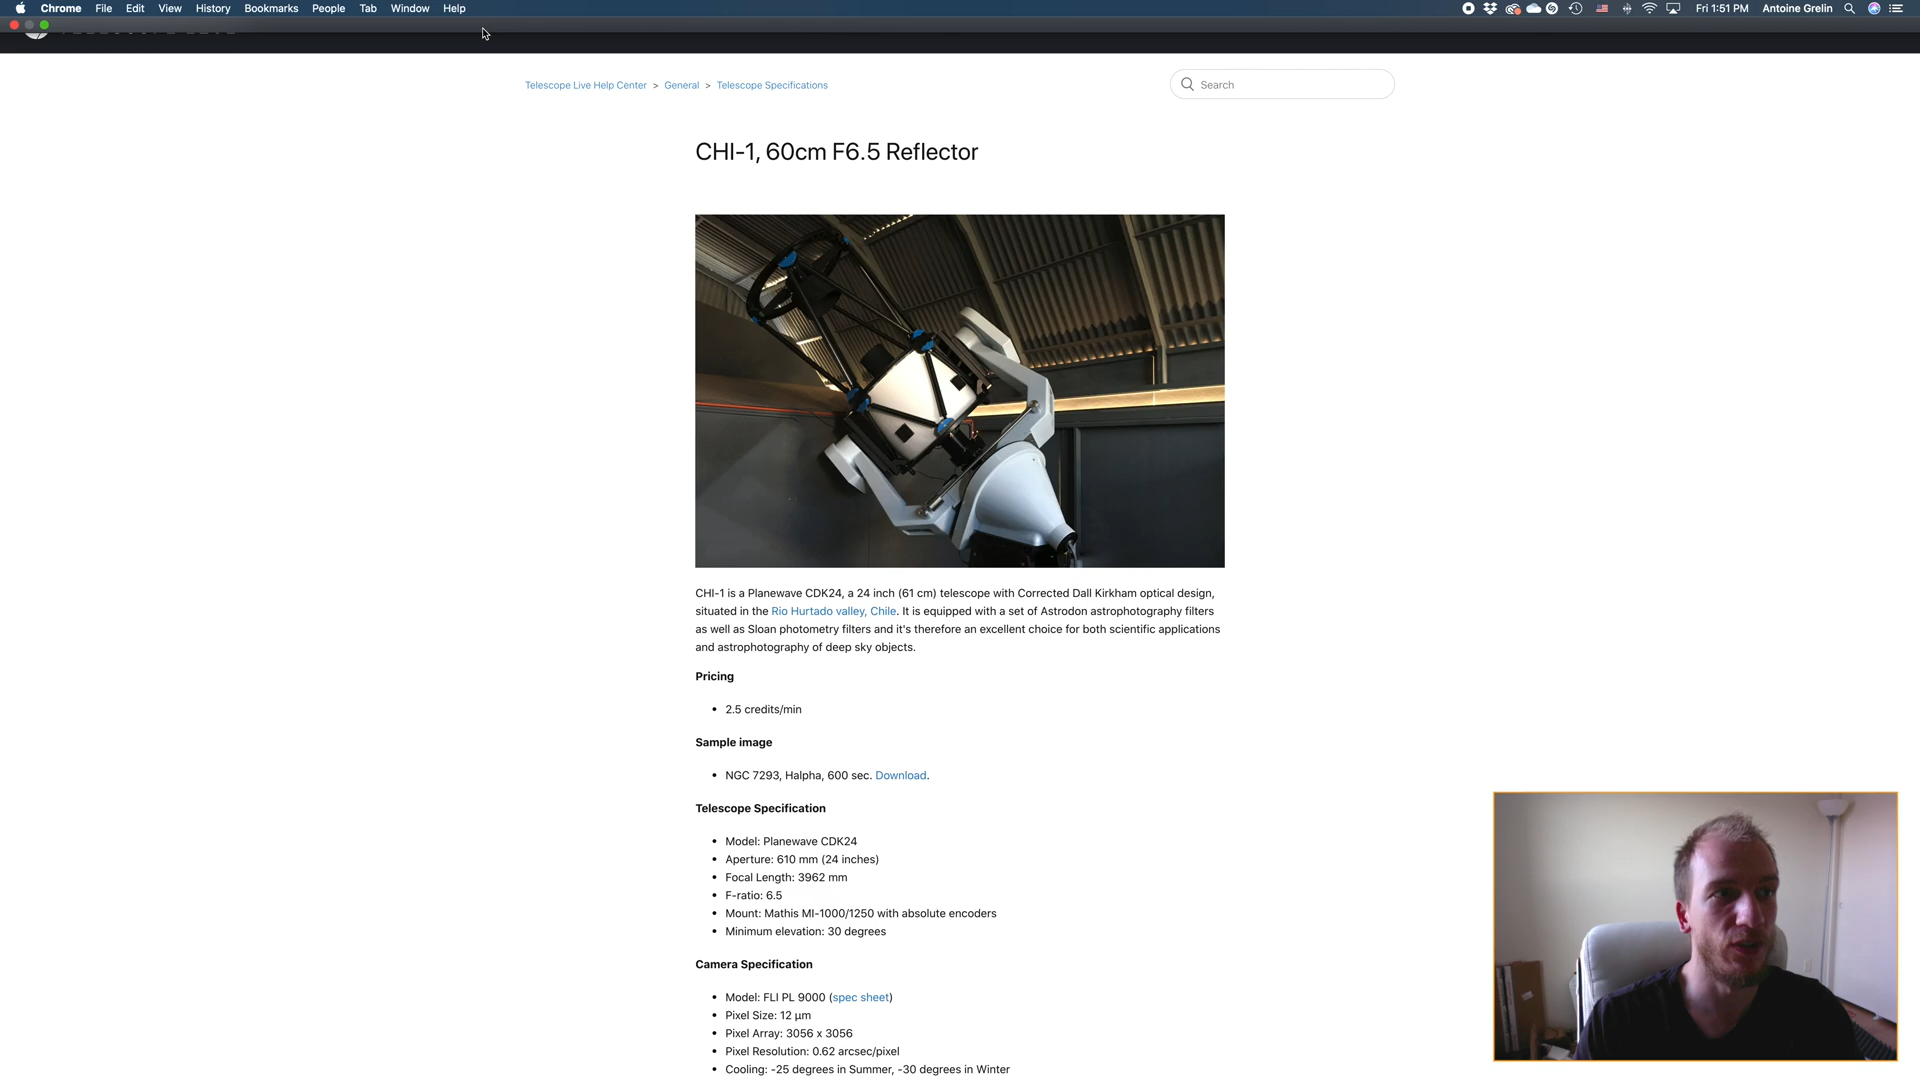 Chrome File Edit View History Bookmarks People Tab Window Help
Fri 1:51 PM Antoine Grelin
Telescope Live Help Center > General > Telescope Specifications
Search
CHI-1, 60cm F6.5 Reflector
CHI-1 is a Planewave CDK24, a 24 inch (61 cm) telescope with Corrected Dall Kirkham optical design,
situated in the Rio Hurtado valley, Chile. It is equipped with a set of Astrodon astrophotography filters
as well as Sloan photometry filters and it's therefore an excellent choice for both scientific applications
and astrophotography of deep sky objects.
Pricing
• 2.5 credits/min
Sample image
• NGC 7293, Halpha, 600 sec. Download.
Telescope Specification
• Model: Planewave CDK24
• Aperture: 610 mm (24 inches)
• Focal Length: 3962 mm
• F-ratio: 6.5
• Mount: Mathis MI-1000/1250 with absolute encoders
• Minimum elevation: 30 degrees
Camera Specification
• Model: FLI PL 9000 (spec sheet)
• Pixel Size: 12 µm
• Pixel Array: 3056 x 3056
• Pixel Resolution: 0.62 arcsec/pixel
• Cooling: -25 degrees in Summer, -30 degrees in Winter